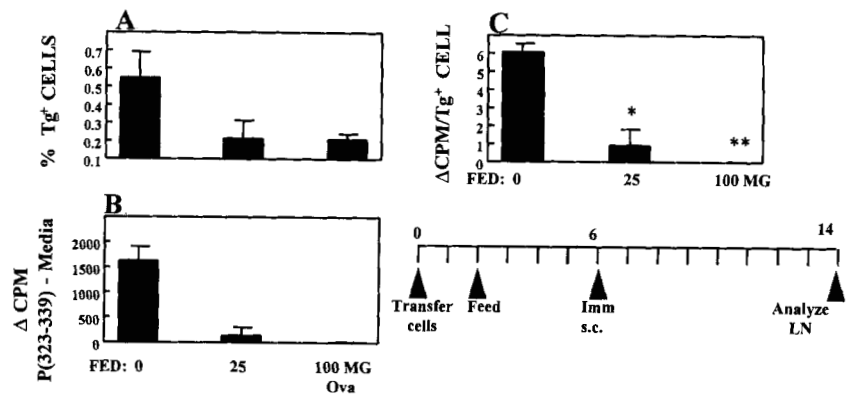 A
% Tg+ CELLS
0.7
0.6
0.5
0.4
0.3
0.2
0.1
B
Δ CPM
P(323-339) - Media
2000
1500
1000
500
0
FED: 0 25 100 MG
Ova
C
ΔCPM/Tg+ CELL
6
5
4
3
2
1
0
*
**
FED: 0 25 100 MG
0 6 14
Transfer cells
Feed
Imm s.c.
Analyze LN